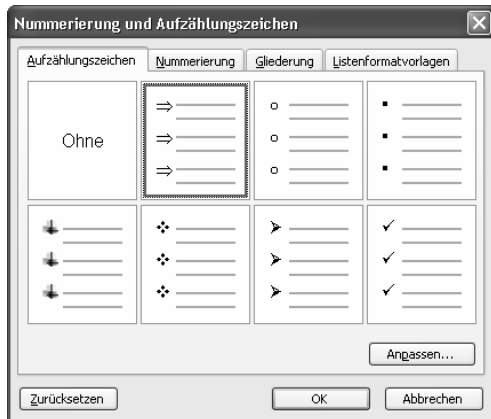 Nummerierung und Aufzählungszeichen
Aufzählungszeichen Nummerierung Gliederung Listenformatvorlagen
Ohne
Anpassen...
Zurücksetzen OK Abbrechen